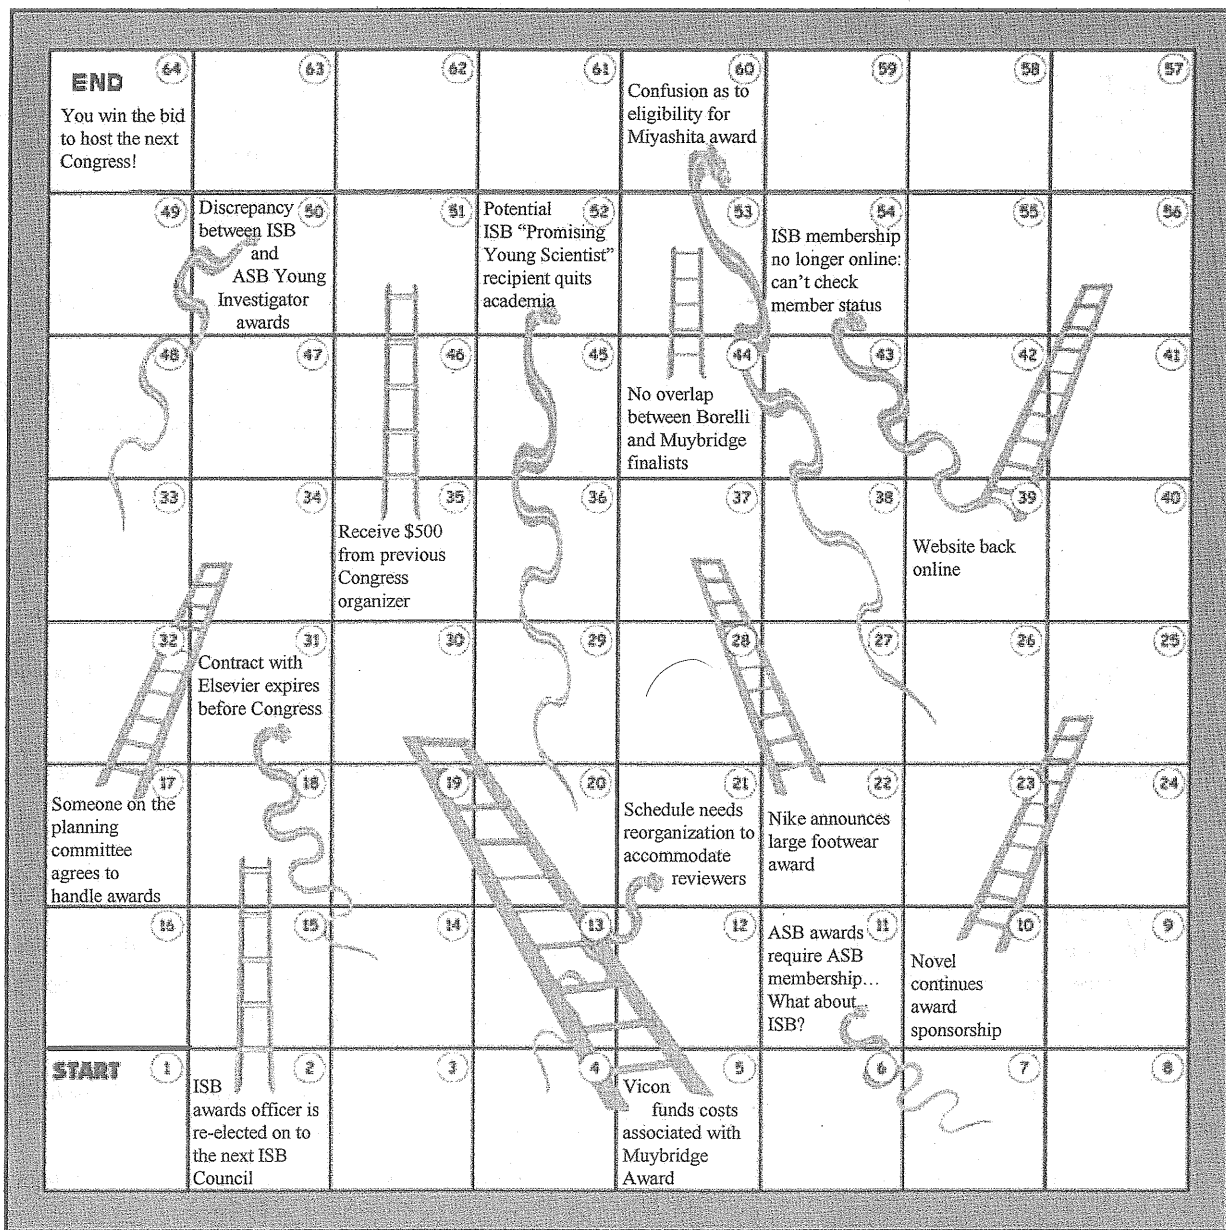 64
END
You win the bid
to host the next
Congress!
63
62
61
60
Confusion as to
eligibility for
Miyashita award
59
58
57
49
50
Discrepancy
between ISB
and
ASB Young
Investigator
awards
51
52
Potential
ISB “Promising
Young Scientist”
recipient quits
academia
53
54
ISB membership
no longer online:
can’t check
member status
55
56
48
47
46
45
44
No overlap
between Borelli
and Muybridge
finalists
43
42
41
33
34
35
Receive $500
from previous
Congress
organizer
36
37
38
39
Website back
online
40
32
31
Contract with
Elsevier expires
before Congress
30
29
28
27
26
25
17
Someone on the
planning
committee
agrees to
handle awards
18
19
20
21
Schedule needs
reorganization to
accommodate
reviewers
22
Nike announces
large footwear
award
23
24
16
15
14
13
12
11
ASB awards
require ASB
membership…
What about
ISB?
10
Novel
continues
award
sponsorship
9
START
1
2
ISB
awards officer is
re-elected on to
the next ISB
Council
3
4
5
Vicon
funds costs
associated with
Muybridge
Award
6
7
8